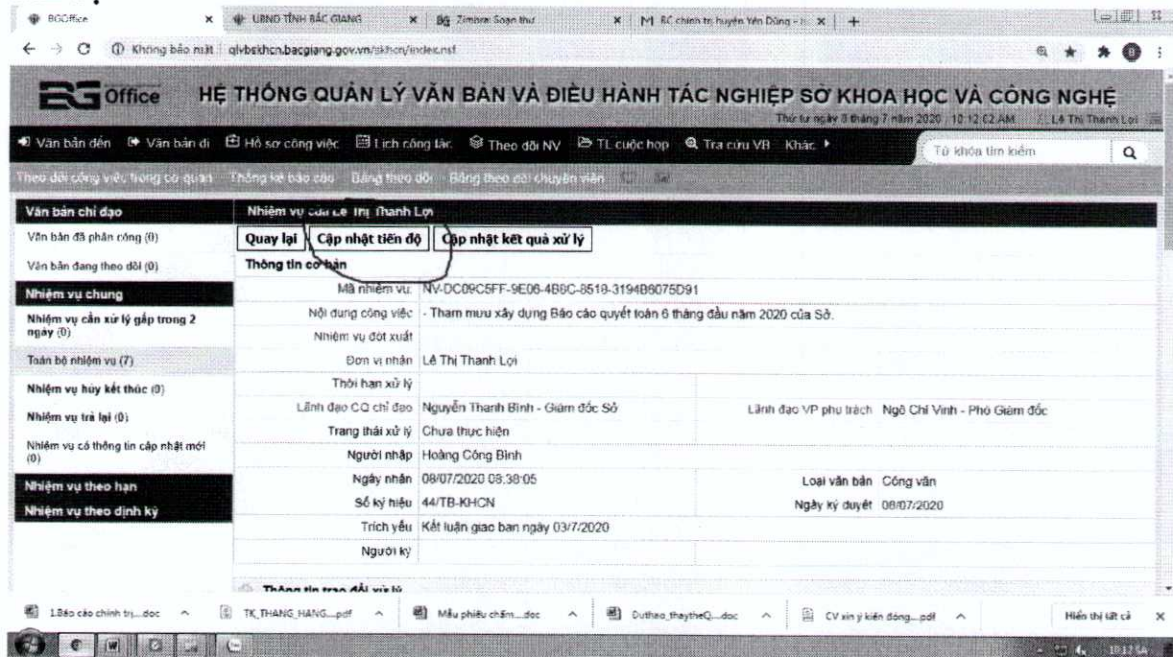 BGOffice
UBND TỈNH BẮC GIANG
Zimbra: Soạn thư
BC chính trị huyện Yên Dũng -
Không bảo mật | qlvbskhcn.bacgiang.gov.vn/skhcn/index.nsf
BG Office HỆ THỐNG QUẢN LÝ VĂN BẢN VÀ ĐIỀU HÀNH TÁC NGHIỆP SỞ KHOA HỌC VÀ CÔNG NGHỆ
Thứ tư ngày 8 tháng 7 năm 2020 10:12:02 AM Lê Thị Thanh Lợi
Văn bản đến Văn bản đi Hồ sơ công việc Lịch công tác Theo dõi NV TL cuộc họp Tra cứu VB Khác Từ khóa tìm kiếm
Theo dõi công việc trong cơ quan Thống kê báo cáo Bảng theo dõi Bảng theo dõi chuyên viên
Văn bản chỉ đạo
Văn bản đã phân công (0)
Văn bản đang theo dõi (0)
Nhiệm vụ chung
Nhiệm vụ cần xử lý gấp trong 2 ngày (0)
Toàn bộ nhiệm vụ (7)
Nhiệm vụ hủy kết thúc (0)
Nhiệm vụ trả lại (0)
Nhiệm vụ có thông tin cập nhật mới (0)
Nhiệm vụ theo hạn
Nhiệm vụ theo định kỳ
Nhiệm vụ của Lê Thị Thanh Lợi
Quay lại Cập nhật tiến độ Cập nhật kết quả xử lý
Thông tin cơ bản
Mã nhiệm vụ: NV-DC09C5FF-9E06-4B6C-8518-3194B6075D91
Nội dung công việc - Tham mưu xây dựng Báo cáo quyết toán 6 tháng đầu năm 2020 của Sở.
Nhiệm vụ đột xuất
Đơn vị nhận Lê Thị Thanh Lợi
Thời hạn xử lý
Lãnh đạo CQ chỉ đạo Nguyễn Thanh Bình - Giám đốc Sở Lãnh đạo VP phụ trách Ngô Chí Vinh - Phó Giám đốc
Trạng thái xử lý Chưa thực hiện
Người nhập Hoàng Công Bình
Ngày nhận 08/07/2020 08:38:05 Loại văn bản Công văn
Số ký hiệu 44/TB-KHCN Ngày ký duyệt 08/07/2020
Trích yếu Kết luận giao ban ngày 03/7/2020
Người ký
Thông tin trao đổi xử lý
1.Báo cáo chính trị....doc TK_THANG_HANG....pdf Mẫu phiếu chấm....doc Duthao_thaytheQ....doc CV xin ý kiến đóng....pdf Hiển thị tất cả
10:12 SA